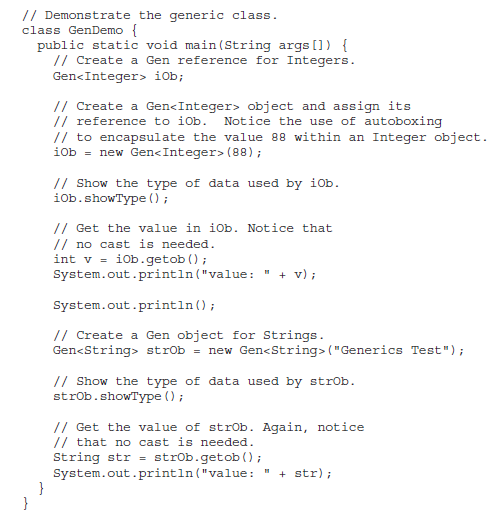 // Demonstrate the generic class.
class GenDemo {
  public static void main(String args[]) {
    // Create a Gen reference for Integers.
    Gen<Integer> iOb;

    // Create a Gen<Integer> object and assign its
    // reference to iOb.  Notice the use of autoboxing
    // to encapsulate the value 88 within an Integer object.
    iOb = new Gen<Integer>(88);

    // Show the type of data used by iOb.
    iOb.showType();

    // Get the value in iOb. Notice that
    // no cast is needed.
    int v = iOb.getob();
    System.out.println("value: " + v);

    System.out.println();

    // Create a Gen object for Strings.
    Gen<String> strOb = new Gen<String>("Generics Test");

    // Show the type of data used by strOb.
    strOb.showType();

    // Get the value of strOb. Again, notice
    // that no cast is needed.
    String str = strOb.getob();
    System.out.println("value: " + str);
  }
}